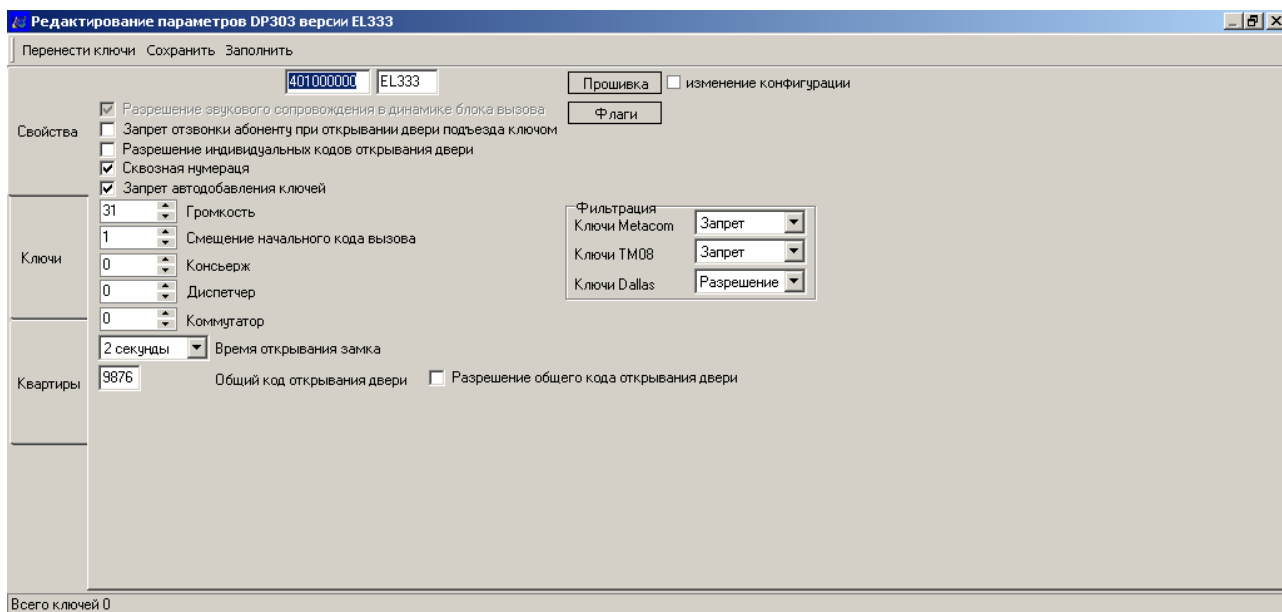 Редактирование параметров DP303 версии EL333
Перенести ключи Сохранить Заполнить
401000000 EL333 Прошивка изменение конфигурации
Разрешение звукового сопровождения в динамике блока вызова Флаги
Свойства Запрет отзвонки абоненту при открывании двери подъезда ключом
Разрешение индивидуальных кодов открывания двери
Сквозная нумераця
Запрет автодобавления ключей
31 Громкость Фильтрация
Ключи Metacom Запрет
1 Смещение начального кода вызова
Ключи 0 Консьерж Ключи TM08 Запрет
0 Диспетчер Ключи Dallas Разрешение
0 Коммутатор
2 секунды Время открывания замка
Квартиры 9876 Общий код открывания двери Разрешение общего кода открывания двери
Всего ключей 0